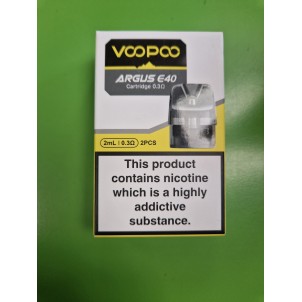 VOOPOO
ARGUS E40
Cartridge 0.3Ω
2mL | 0.3Ω 2PCS
This product
contains nicotine
which is a highly
addictive
substance.